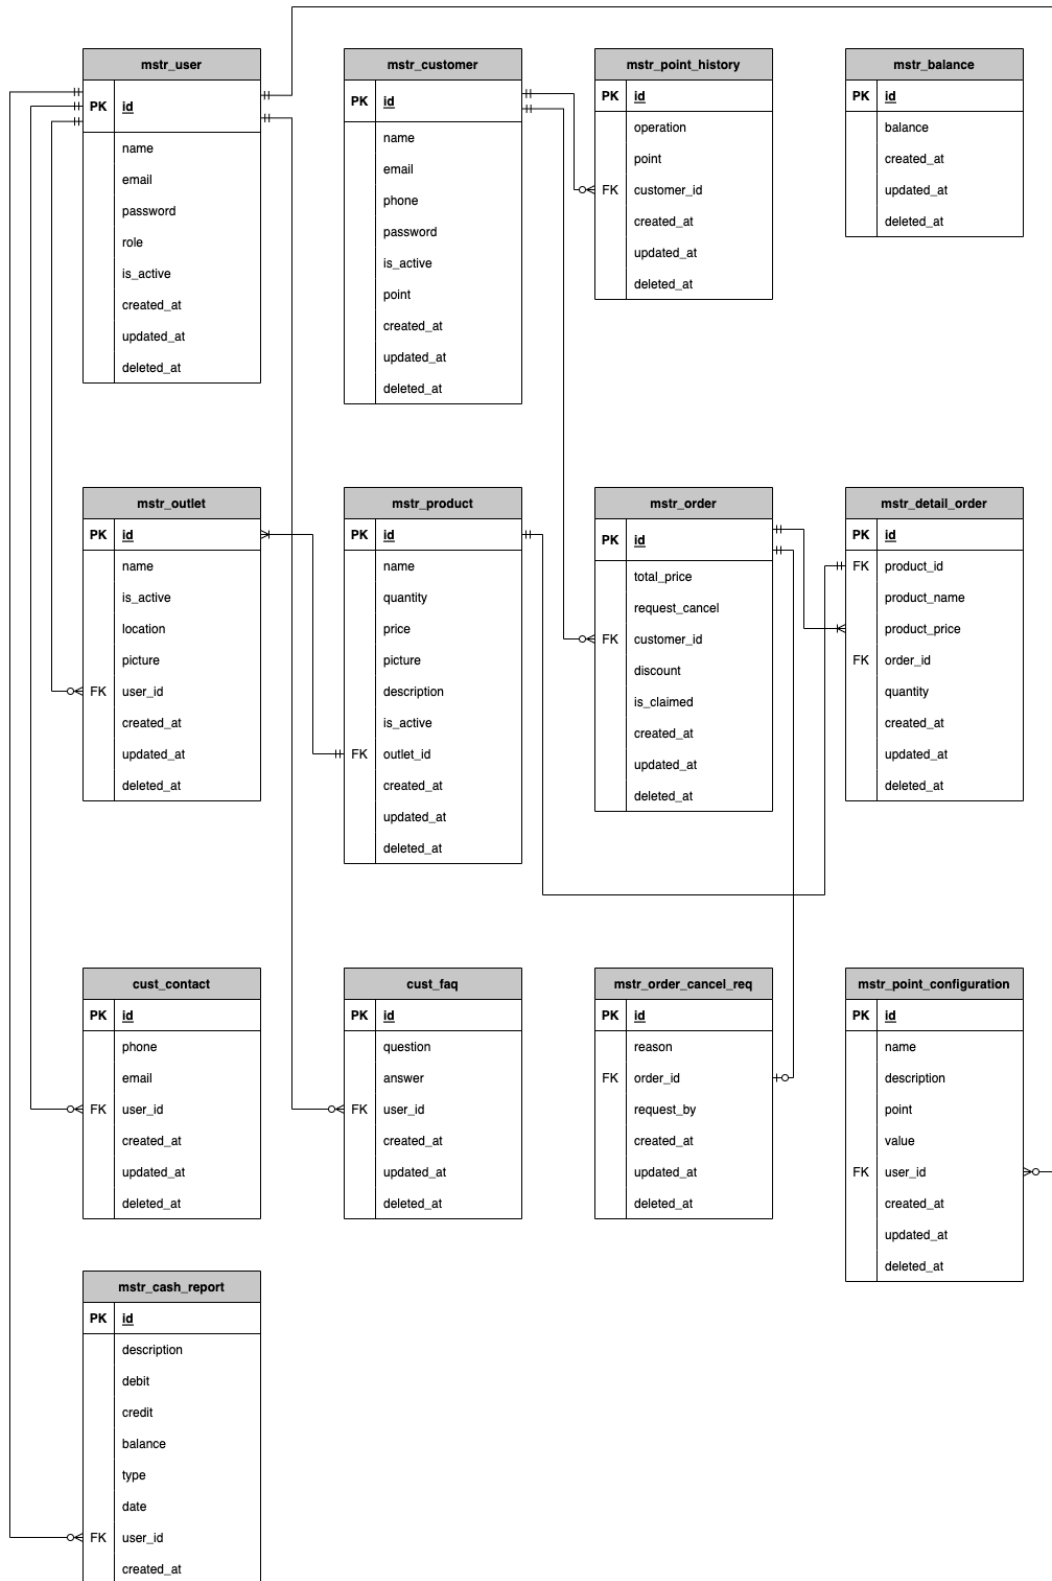 mstr_user
PK id
name
email
password
role
is_active
created_at
updated_at
deleted_at
mstr_customer
PK id
name
email
phone
password
is_active
point
created_at
updated_at
deleted_at
mstr_point_history
PK id
operation
point
FK customer_id
created_at
updated_at
deleted_at
mstr_balance
PK id
balance
created_at
updated_at
deleted_at
mstr_outlet
PK id
name
is_active
location
picture
FK user_id
created_at
updated_at
deleted_at
mstr_product
PK id
name
quantity
price
picture
description
is_active
FK outlet_id
created_at
updated_at
deleted_at
mstr_order
PK id
total_price
request_cancel
FK customer_id
discount
is_claimed
created_at
updated_at
deleted_at
mstr_detail_order
PK id
FK product_id
product_name
product_price
FK order_id
quantity
created_at
updated_at
deleted_at
cust_contact
PK id
phone
email
FK user_id
created_at
updated_at
deleted_at
cust_faq
PK id
question
answer
FK user_id
created_at
updated_at
deleted_at
mstr_order_cancel_req
PK id
reason
FK order_id
request_by
created_at
updated_at
deleted_at
mstr_point_configuration
PK id
name
description
point
value
FK user_id
created_at
updated_at
deleted_at
mstr_cash_report
PK id
description
debit
credit
balance
type
date
FK user_id
created_at